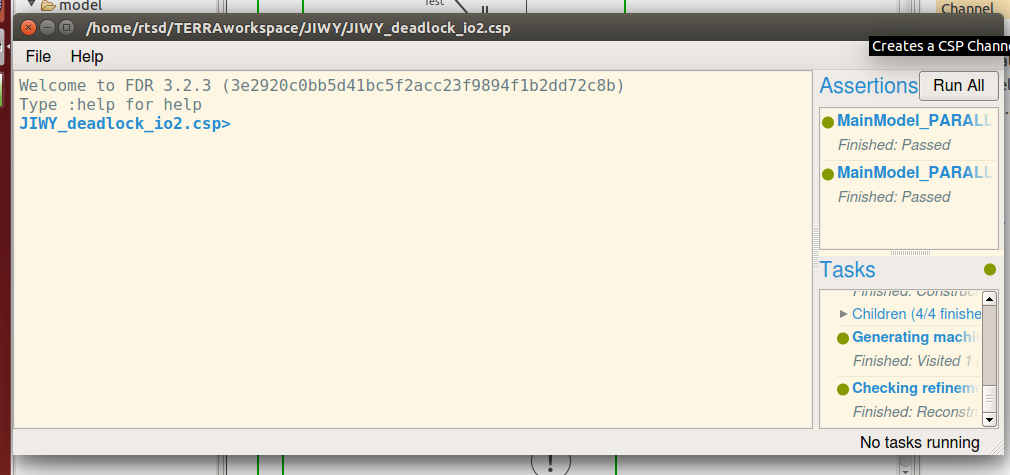 model
Test
Channel
/home/rtsd/TERRAworkspace/JIWY/JIWY_deadlock_io2.csp
Creates a CSP Chann
File Help
Welcome to FDR 3.2.3 (3e2920c0bb5d41bc5f2acc23f9894f1b2dd72c8b)
Type :help for help
JIWY_deadlock_io2.csp>
Assertions
Run All
MainModel_PARALL
Finished: Passed
MainModel_PARALL
Finished: Passed
Tasks
Finished: Construc
Children (4/4 finishe
Generating machi
Finished: Visited 1
Checking refinem
Finished: Reconstr
No tasks running